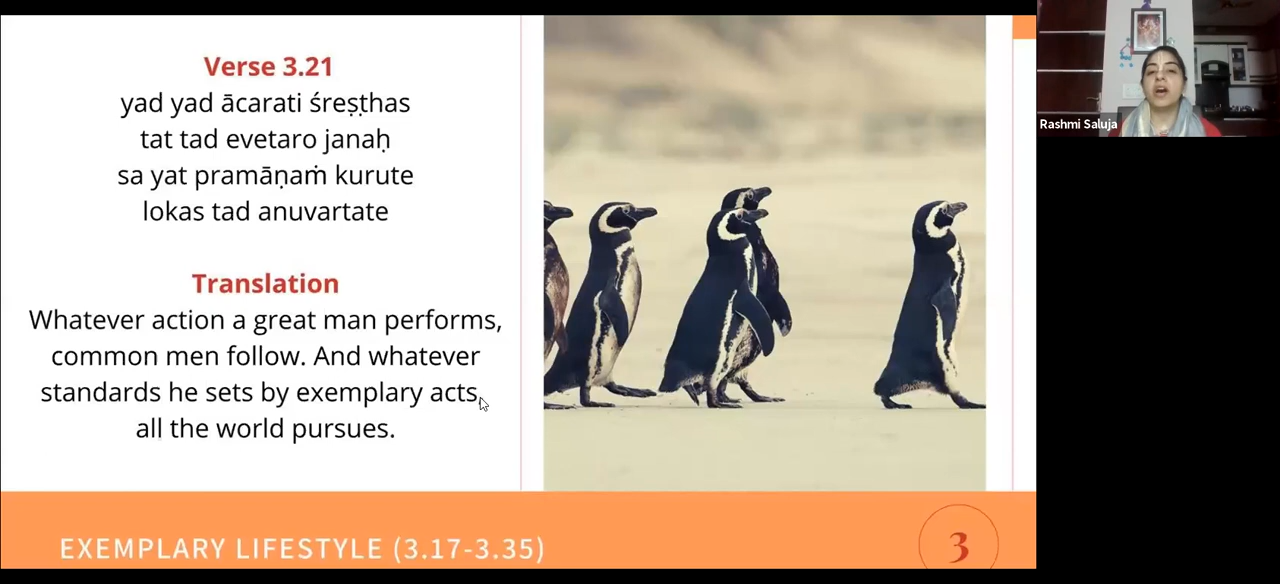 Verse 3.21
yad yad ācarati śreṣṭhas
tat tad evetaro janaḥ
sa yat pramāṇaṁ kurute
lokas tad anuvartate
Translation
Whatever action a great man performs,
common men follow. And whatever
standards he sets by exemplary acts,
all the world pursues.
EXEMPLARY LIFESTYLE (3.17-3.35)
3
Rashmi Saluja